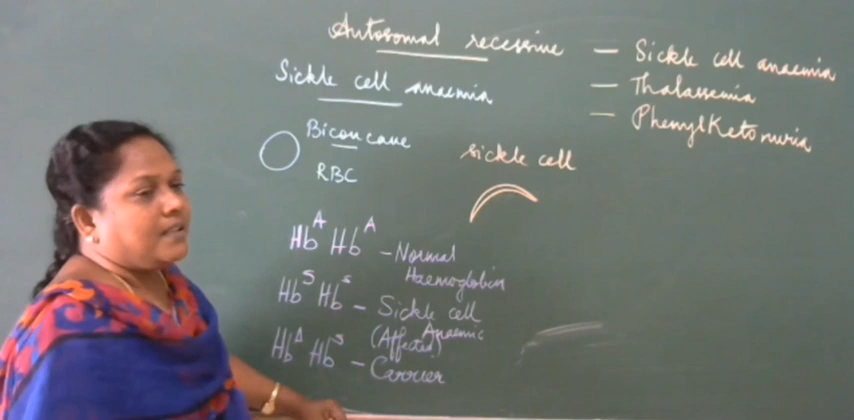 Autosomal recessive — Sickle cell anaemia
— Thalassemia
— Phenyl Ketonuria
Sickle cell anaemia
Biconcave
RBC
sickle cell
Hb^A Hb^A – Normal
Haemoglobin
Hb^S Hb^S – Sickle cell
Anaemic
(Affected)
Hb^A Hb^S – Carrier